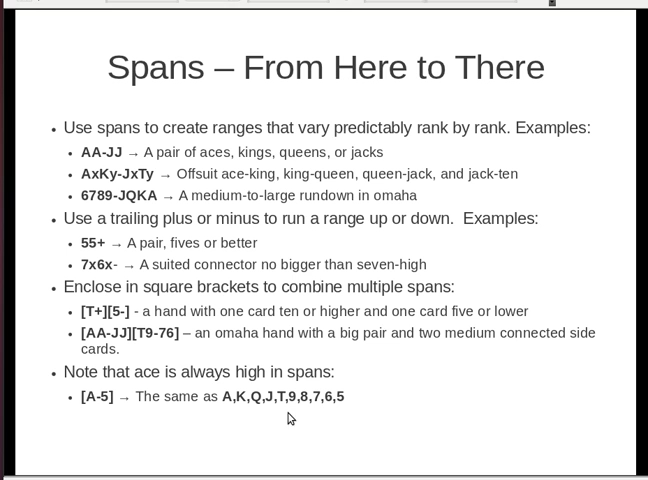 Spans – From Here to There
• Use spans to create ranges that vary predictably rank by rank. Examples:
• AA-JJ → A pair of aces, kings, queens, or jacks
• AxKy-JxTy → Offsuit ace-king, king-queen, queen-jack, and jack-ten
• 6789-JQKA → A medium-to-large rundown in omaha
• Use a trailing plus or minus to run a range up or down.  Examples:
• 55+ → A pair, fives or better
• 7x6x- → A suited connector no bigger than seven-high
• Enclose in square brackets to combine multiple spans:
• [T+][5-] - a hand with one card ten or higher and one card five or lower
• [AA-JJ][T9-76] – an omaha hand with a big pair and two medium connected side
cards.
• Note that ace is always high in spans:
• [A-5] → The same as A,K,Q,J,T,9,8,7,6,5